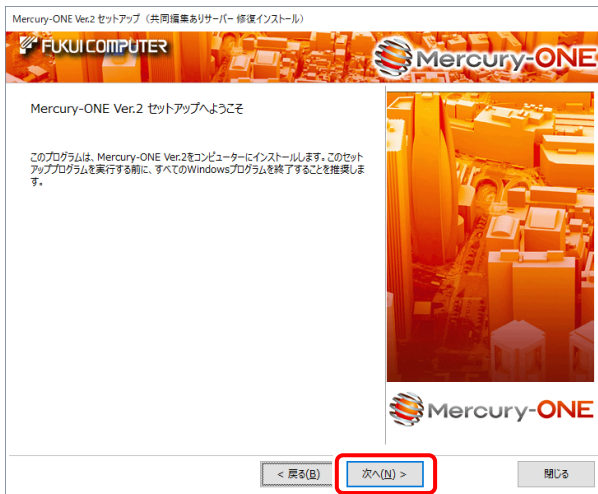 Mercury-ONE Ver.2 セットアップ（共同編集ありサーバー 修復インストール）
FUKUI COMPUTER
Mercury-ONE
Mercury-ONE Ver.2 セットアップへようこそ
このプログラムは、Mercury-ONE Ver.2をコンピューターにインストールします。このセット
アッププログラムを実行する前に、すべてのWindowsプログラムを終了することを推奨しま
す。
Mercury-ONE
< 戻る(B)
次へ(N) >
閉じる